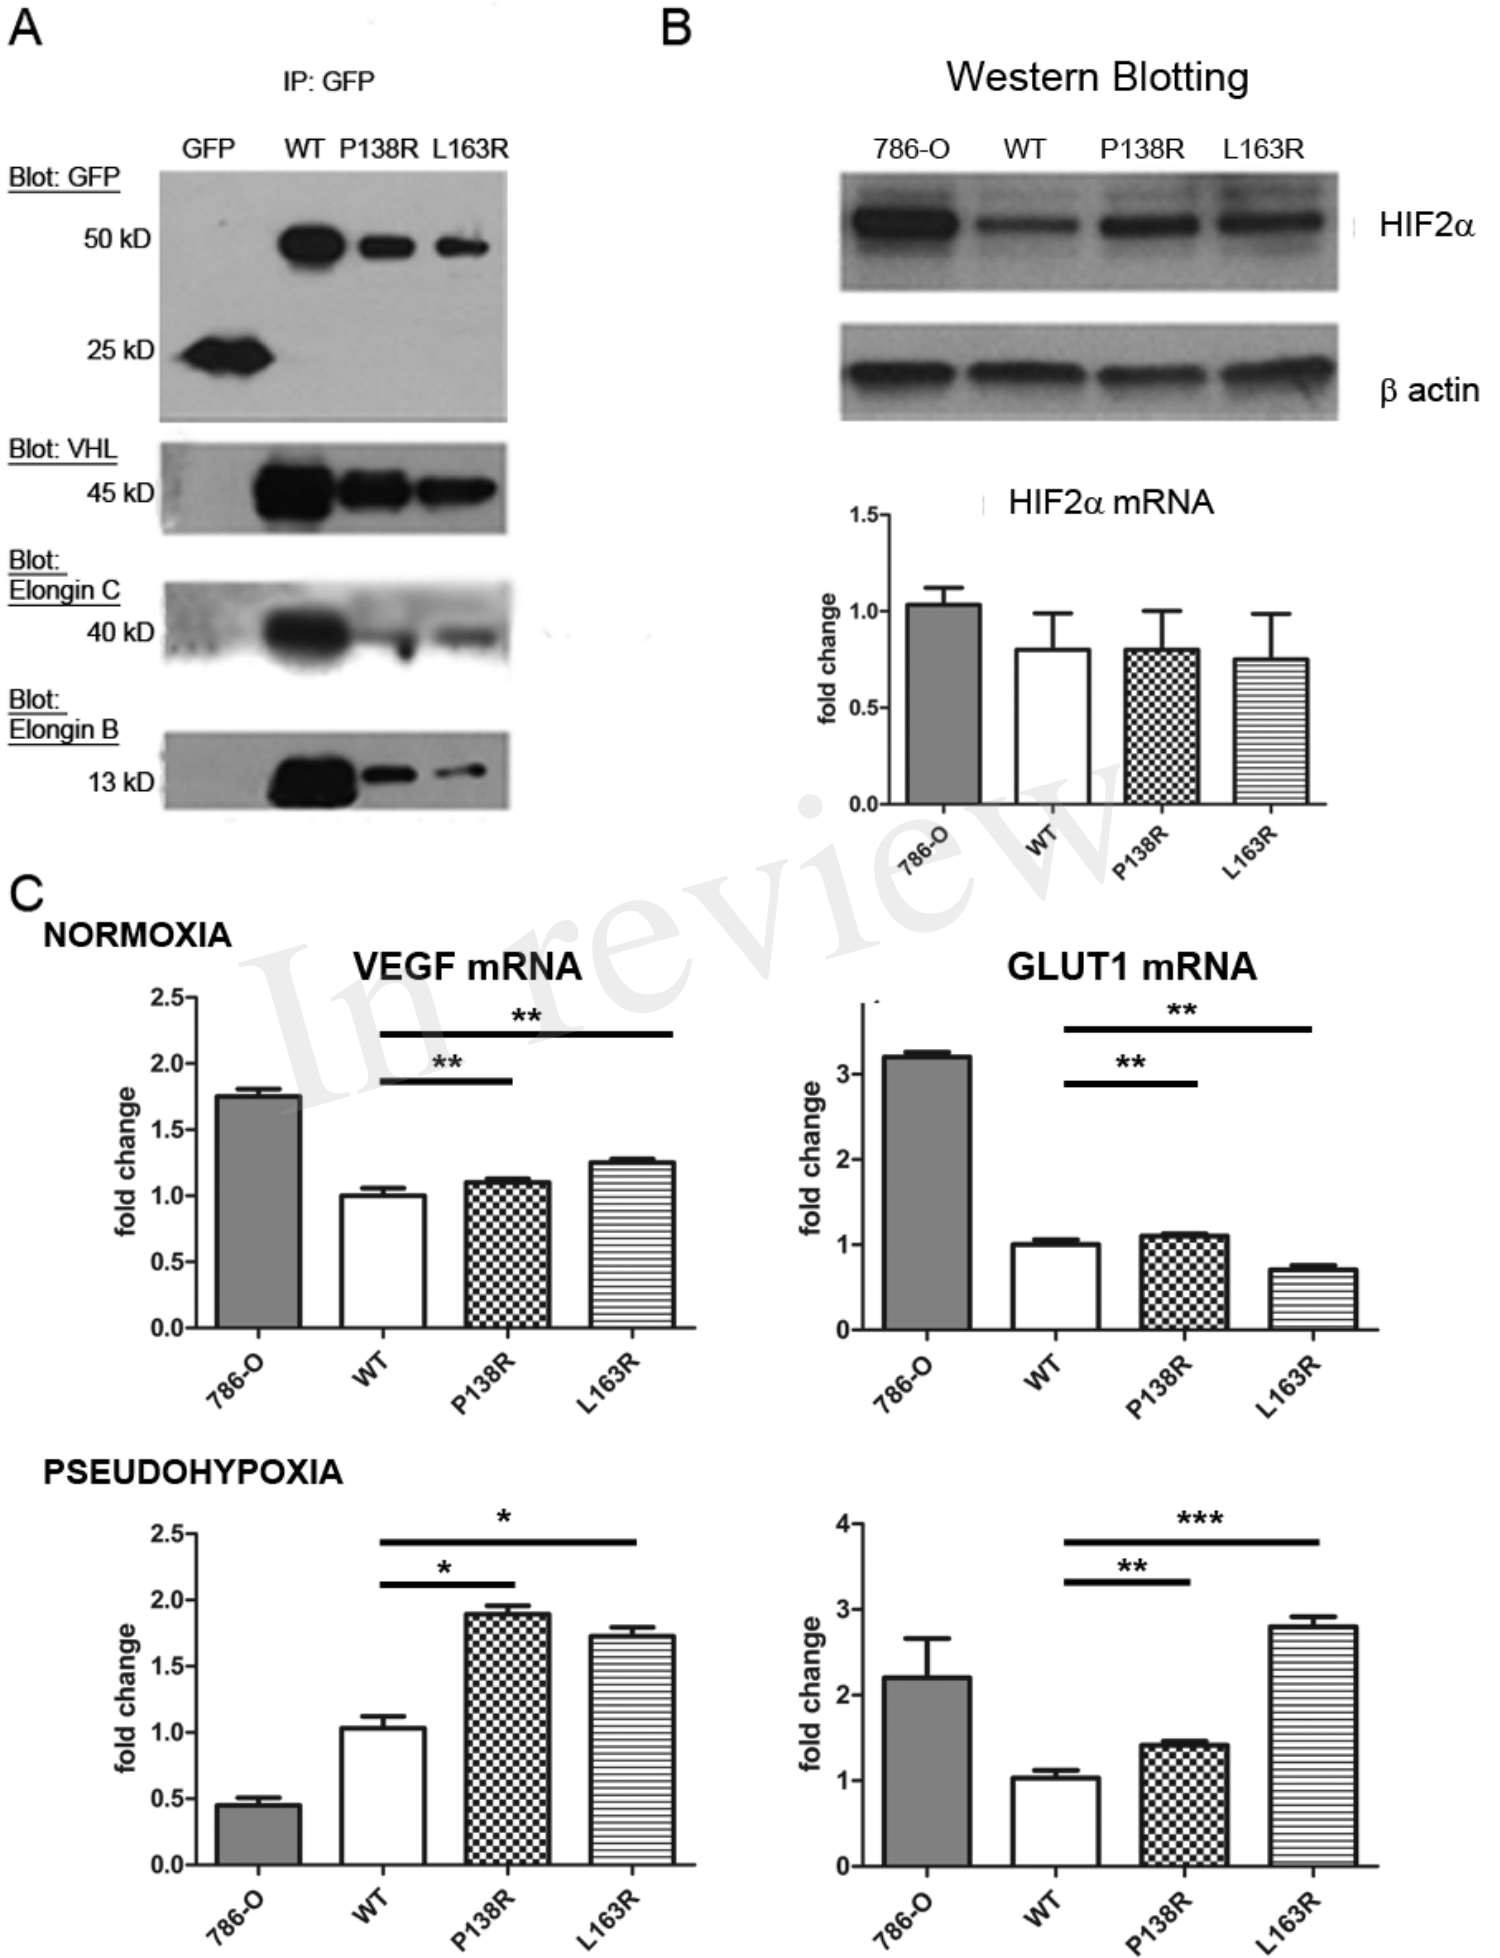 A
IP: GFP
GFP WT P138R L163R
Blot: GFP
50 kD
25 kD
Blot: VHL
45 kD
Blot:
Elongin C
40 kD
Blot:
Elongin B
13 kD
B
Western Blotting
786-O WT P138R L163R
HIF2α
β actin
HIF2α mRNA
fold change
1.5
1.0
0.5
0.0
786-O WT P138R L163R
C
NORMOXIA
VEGF mRNA
fold change
2.5
2.0
1.5
1.0
0.5
0.0
**
**
786-O WT P138R L163R
GLUT1 mRNA
fold change
3
2
1
0
**
**
786-O WT P138R L163R
PSEUDOHYPOXIA
fold change
2.5
2.0
1.5
1.0
0.5
0.0
*
*
786-O WT P138R L163R
fold change
4
3
2
1
0
***
**
786-O WT P138R L163R
In review